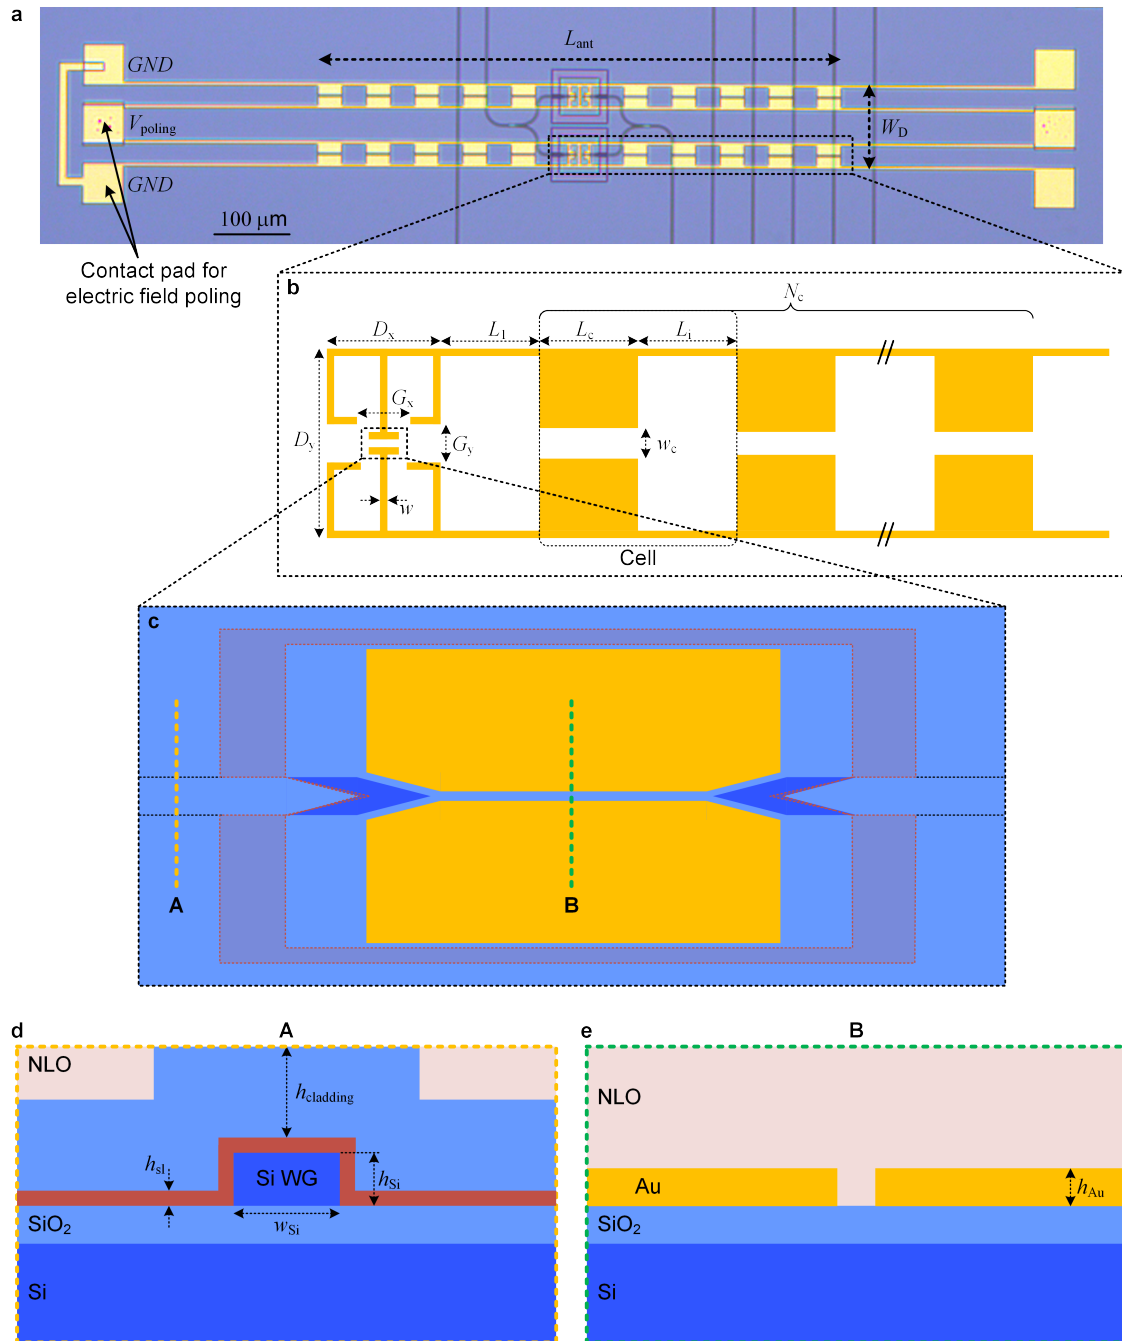 a
GND
L_ant
V_poling
W_D
GND
100 μm
Contact pad for
electric field poling
b
N_c
D_x
L_1
L_c
L_i
G_x
D_y
G_y
w_c
w
Cell
c
A
B
d
A
NLO
h_cladding
h_sl
Si WG
h_Si
SiO₂
w_Si
Si
e
B
NLO
Au
h_Au
SiO₂
Si